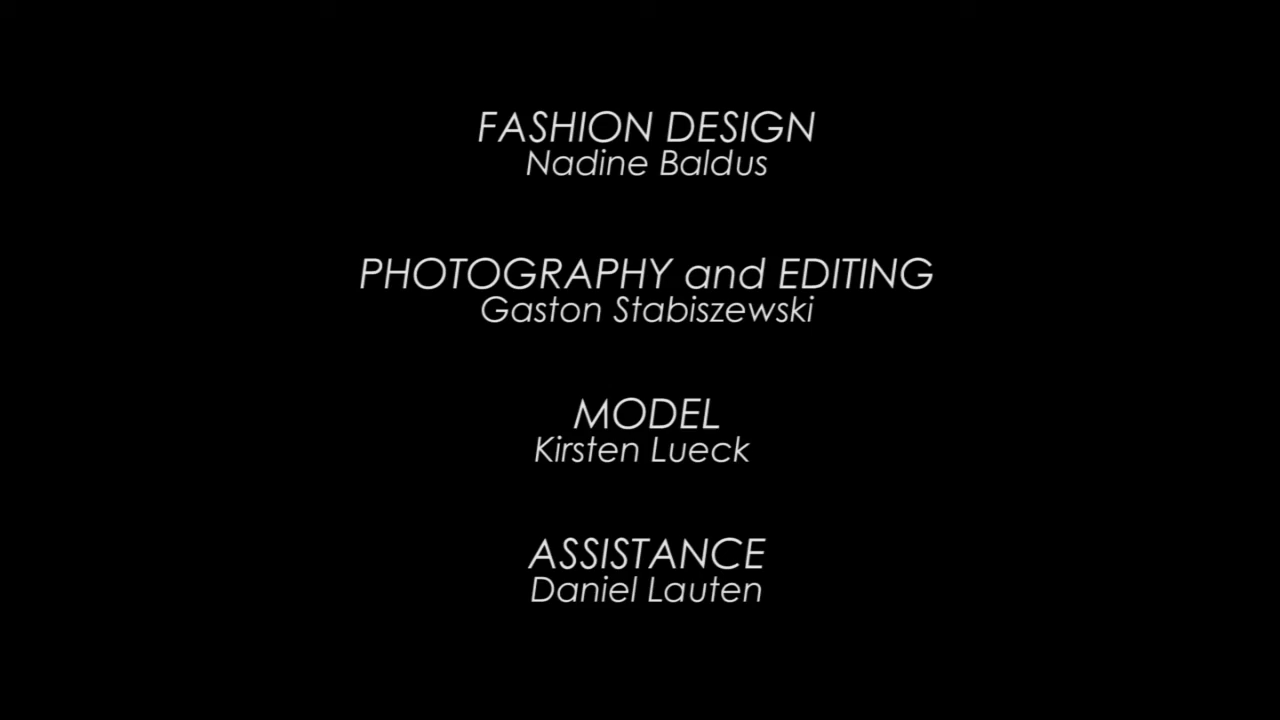 FASHION DESIGN
Nadine Baldus
PHOTOGRAPHY and EDITING
Gaston Stabiszewski
MODEL
Kirsten Lueck
ASSISTANCE
Daniel Lauten